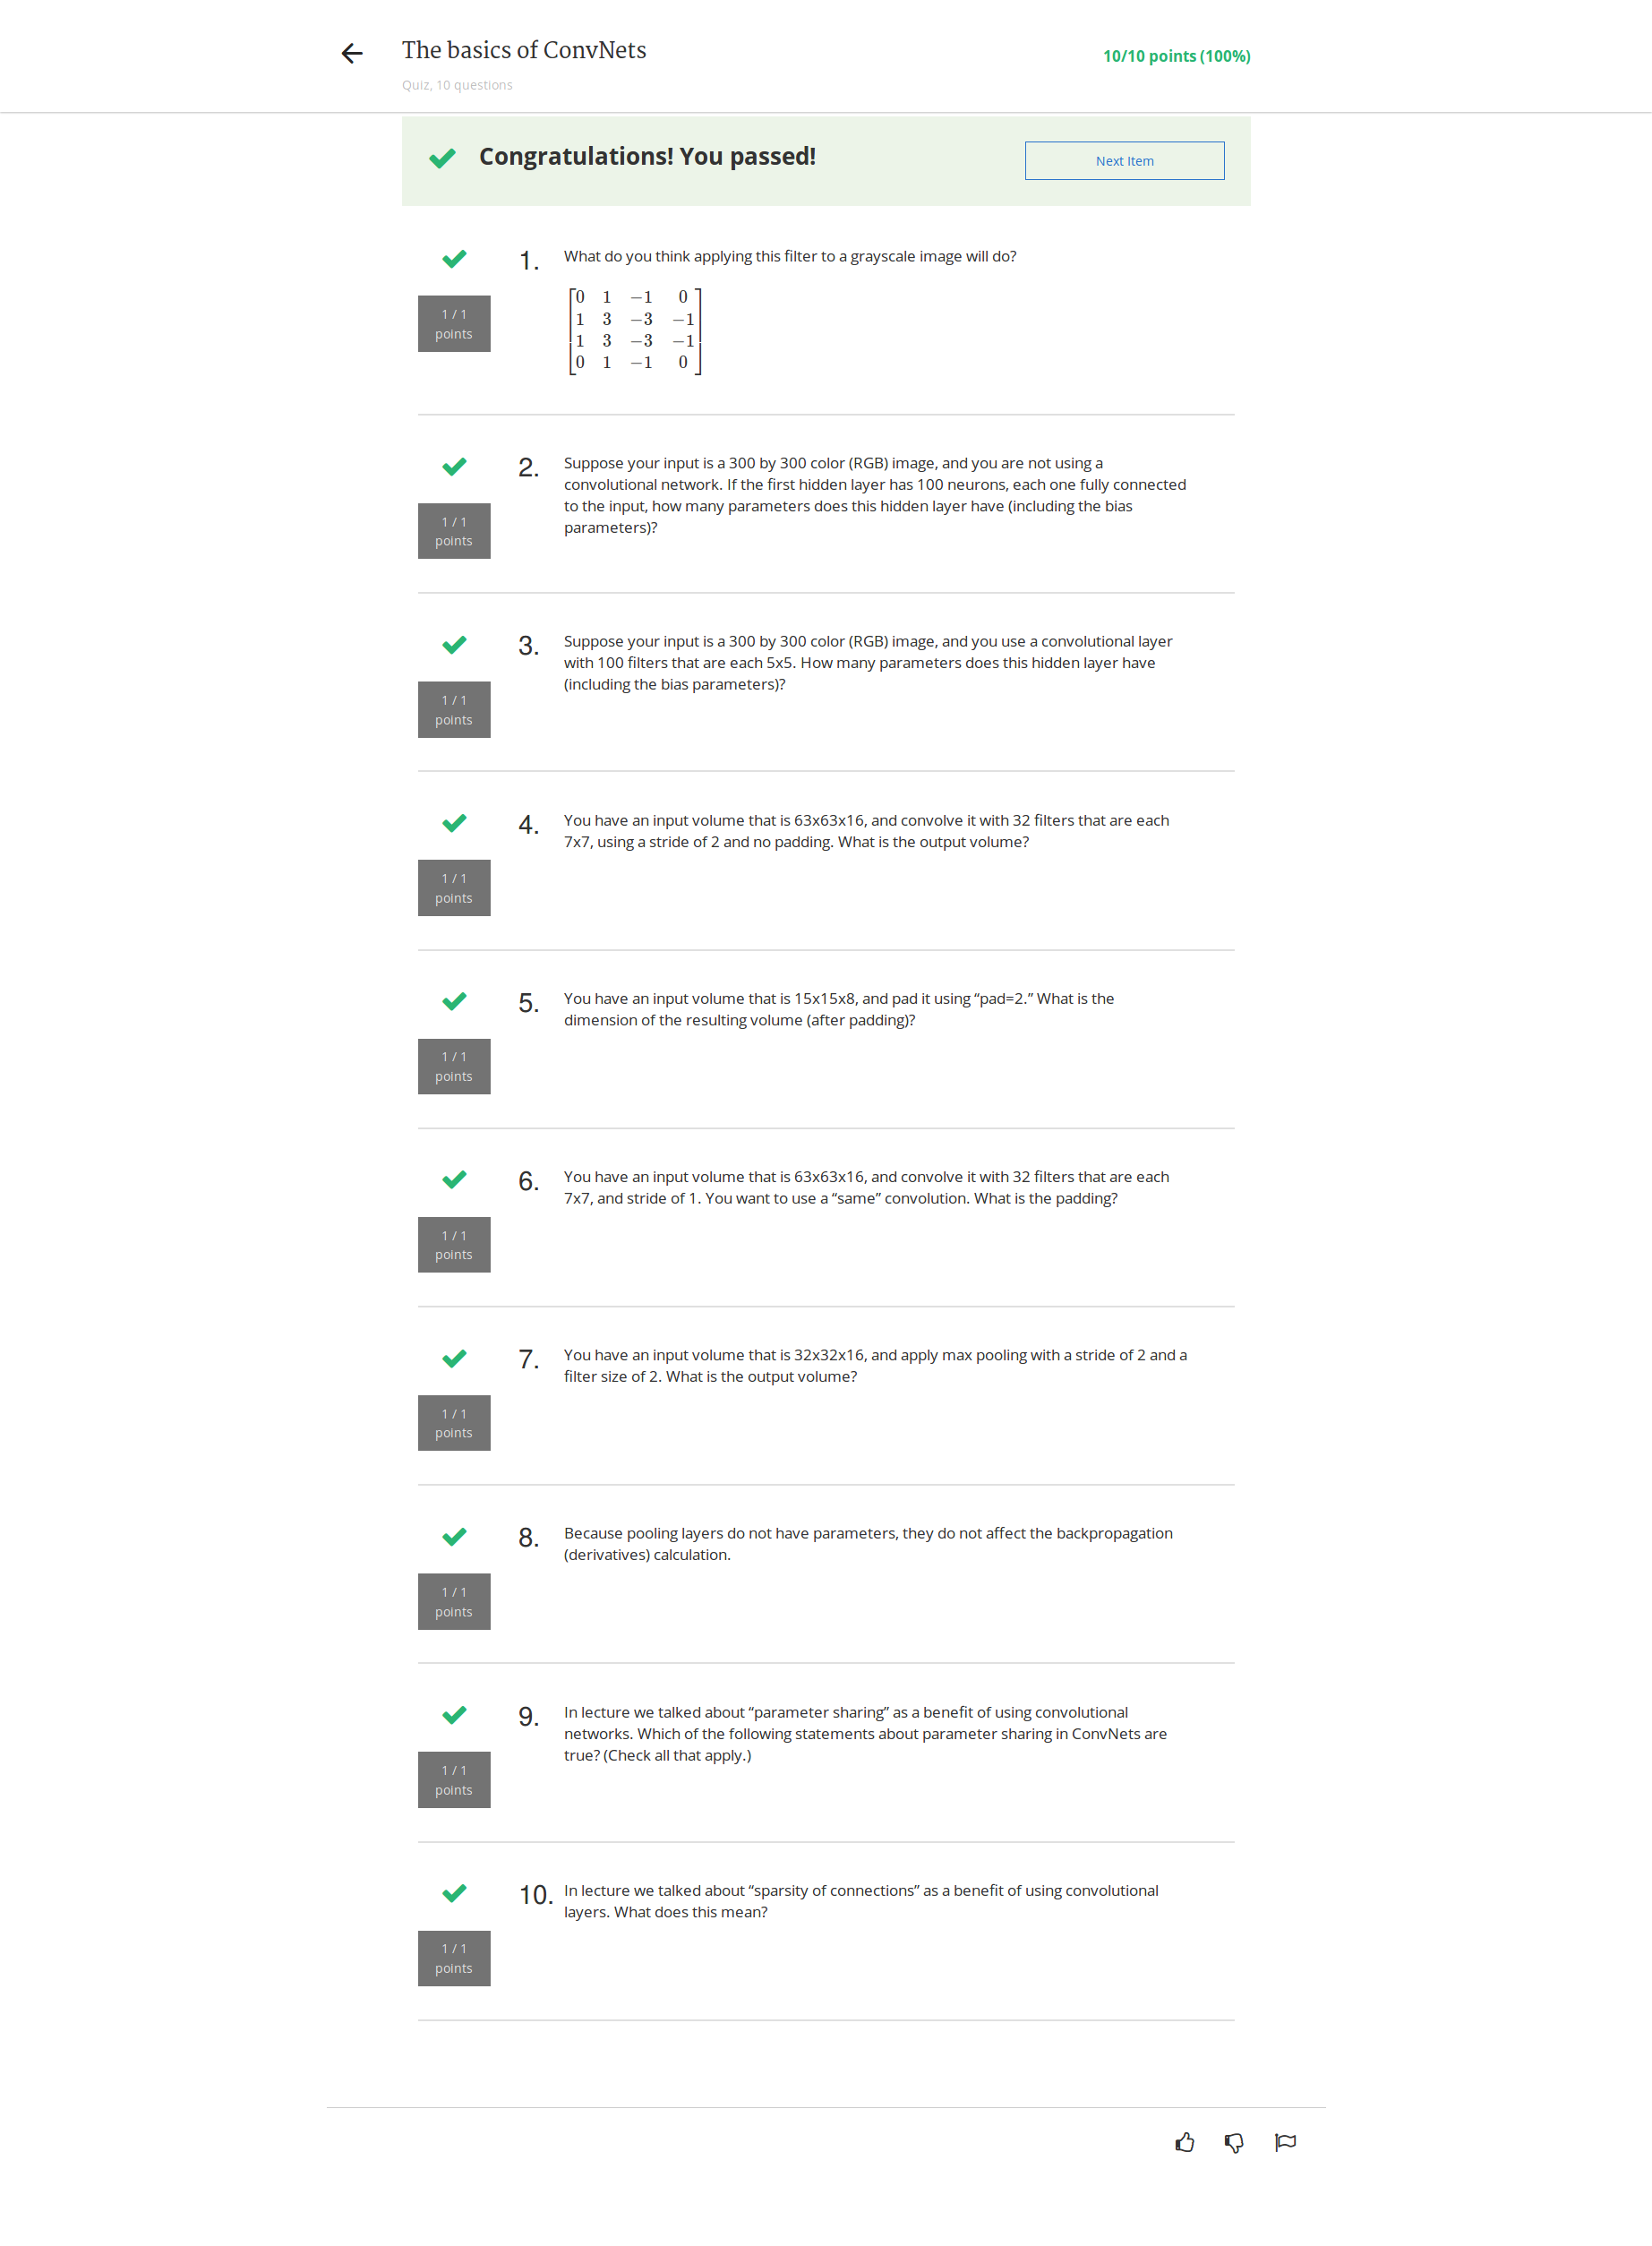 The basics of ConvNets
10/10 points (100%)
Quiz, 10 questions
Congratulations! You passed!
Next Item
1.
What do you think applying this filter to a grayscale image will do?
1 / 1
points
0 1 −1 0
1 3 −3 −1
1 3 −3 −1
0 1 −1 0
2.
Suppose your input is a 300 by 300 color (RGB) image, and you are not using a
convolutional network. If the first hidden layer has 100 neurons, each one fully connected
to the input, how many parameters does this hidden layer have (including the bias
parameters)?
1 / 1
points
3.
Suppose your input is a 300 by 300 color (RGB) image, and you use a convolutional layer
with 100 filters that are each 5x5. How many parameters does this hidden layer have
(including the bias parameters)?
1 / 1
points
4.
You have an input volume that is 63x63x16, and convolve it with 32 filters that are each
7x7, using a stride of 2 and no padding. What is the output volume?
1 / 1
points
5.
You have an input volume that is 15x15x8, and pad it using “pad=2.” What is the
dimension of the resulting volume (after padding)?
1 / 1
points
6.
You have an input volume that is 63x63x16, and convolve it with 32 filters that are each
7x7, and stride of 1. You want to use a “same” convolution. What is the padding?
1 / 1
points
7.
You have an input volume that is 32x32x16, and apply max pooling with a stride of 2 and a
filter size of 2. What is the output volume?
1 / 1
points
8.
Because pooling layers do not have parameters, they do not affect the backpropagation
(derivatives) calculation.
1 / 1
points
9.
In lecture we talked about “parameter sharing” as a benefit of using convolutional
networks. Which of the following statements about parameter sharing in ConvNets are
true? (Check all that apply.)
1 / 1
points
10.
In lecture we talked about “sparsity of connections” as a benefit of using convolutional
layers. What does this mean?
1 / 1
points